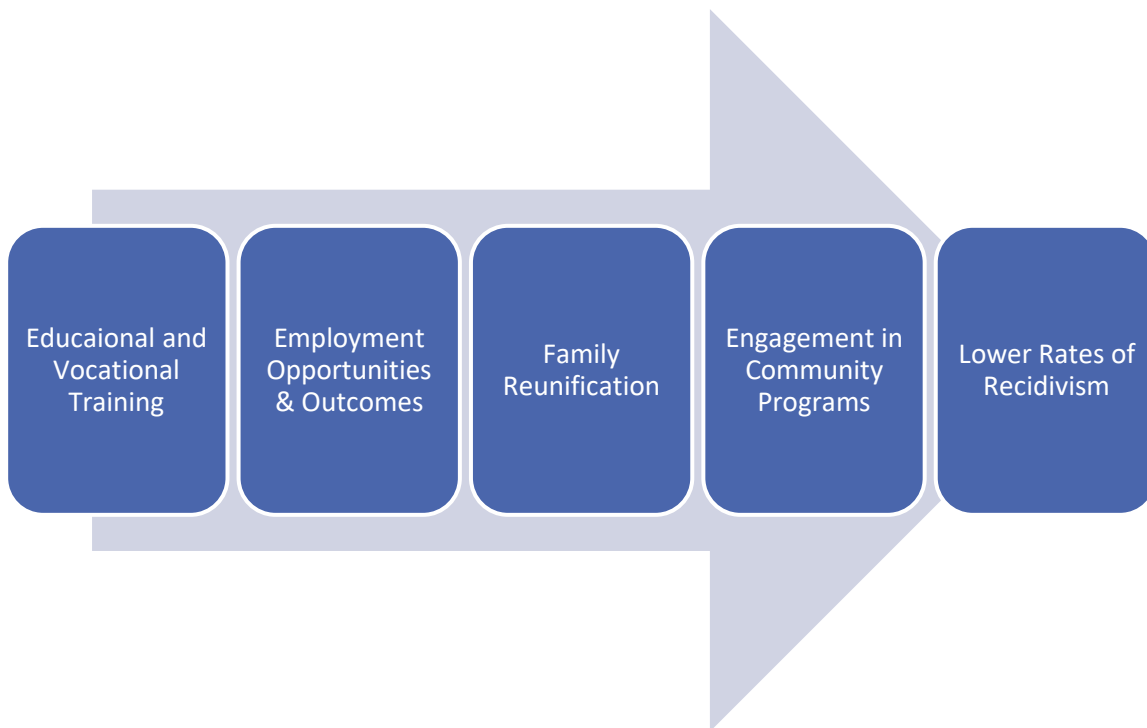 Educaional and
Vocational
Training
Employment
Opportunities
& Outcomes
Family
Reunification
Engagement in
Community
Programs
Lower Rates of
Recidivism